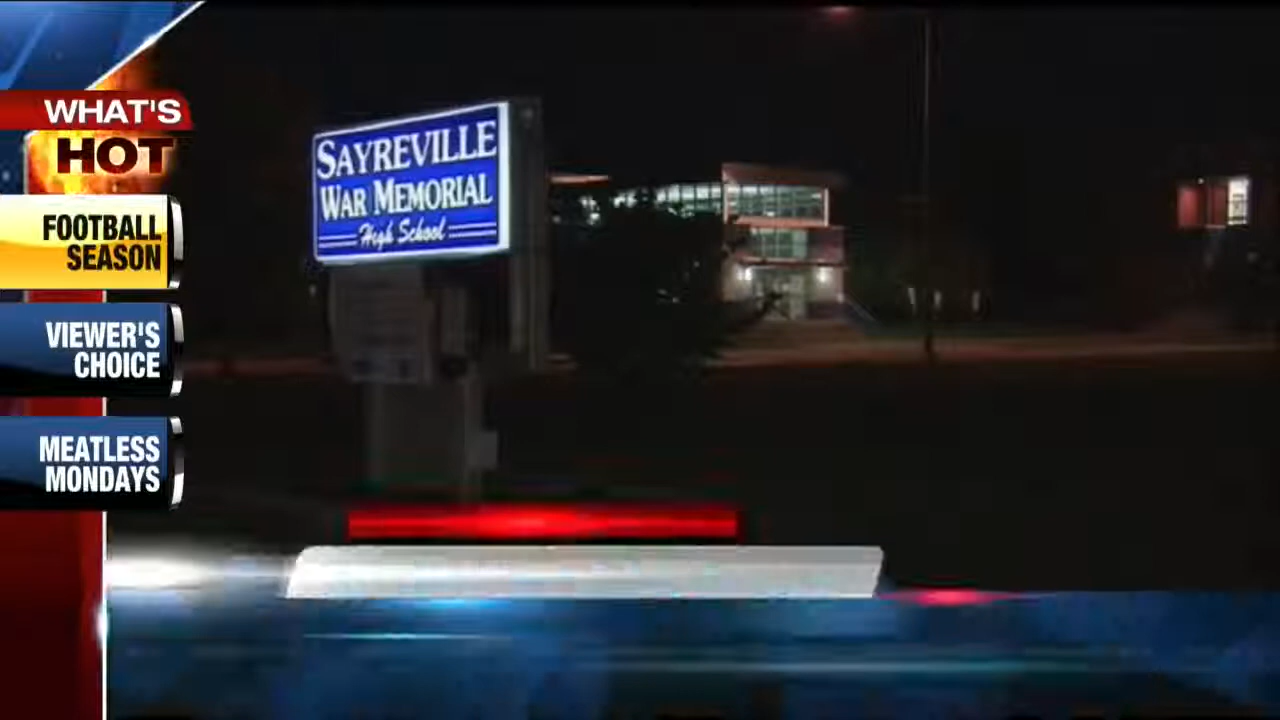 WHAT'S
HOT
FOOTBALL
SEASON
VIEWER'S
CHOICE
MEATLESS
MONDAYS
SAYREVILLE
WAR MEMORIAL
High School